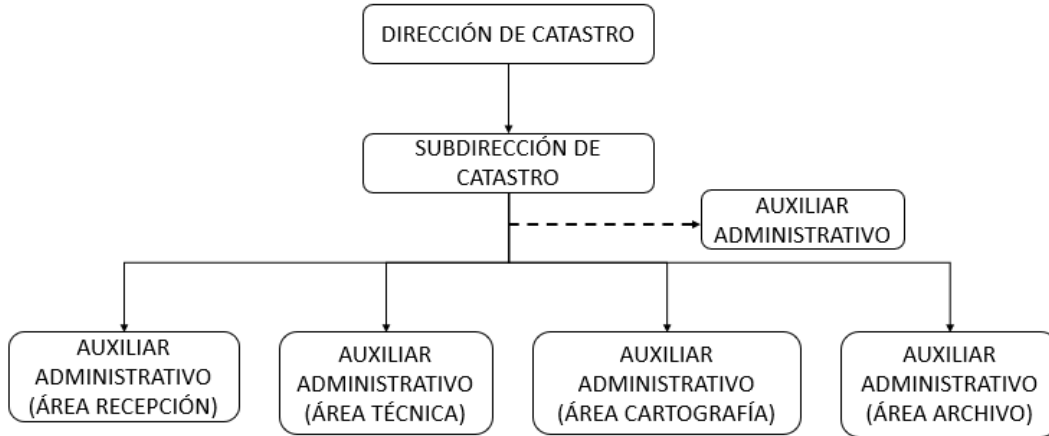 DIRECCIÓN DE CATASTRO
SUBDIRECCIÓN DE
CATASTRO
AUXILIAR
ADMINISTRATIVO
AUXILIAR
ADMINISTRATIVO
(ÁREA RECEPCIÓN)
AUXILIAR
ADMINISTRATIVO
(ÁREA TÉCNICA)
AUXILIAR
ADMINISTRATIVO
(ÁREA CARTOGRAFÍA)
AUXILIAR
ADMINISTRATIVO
(ÁREA ARCHIVO)